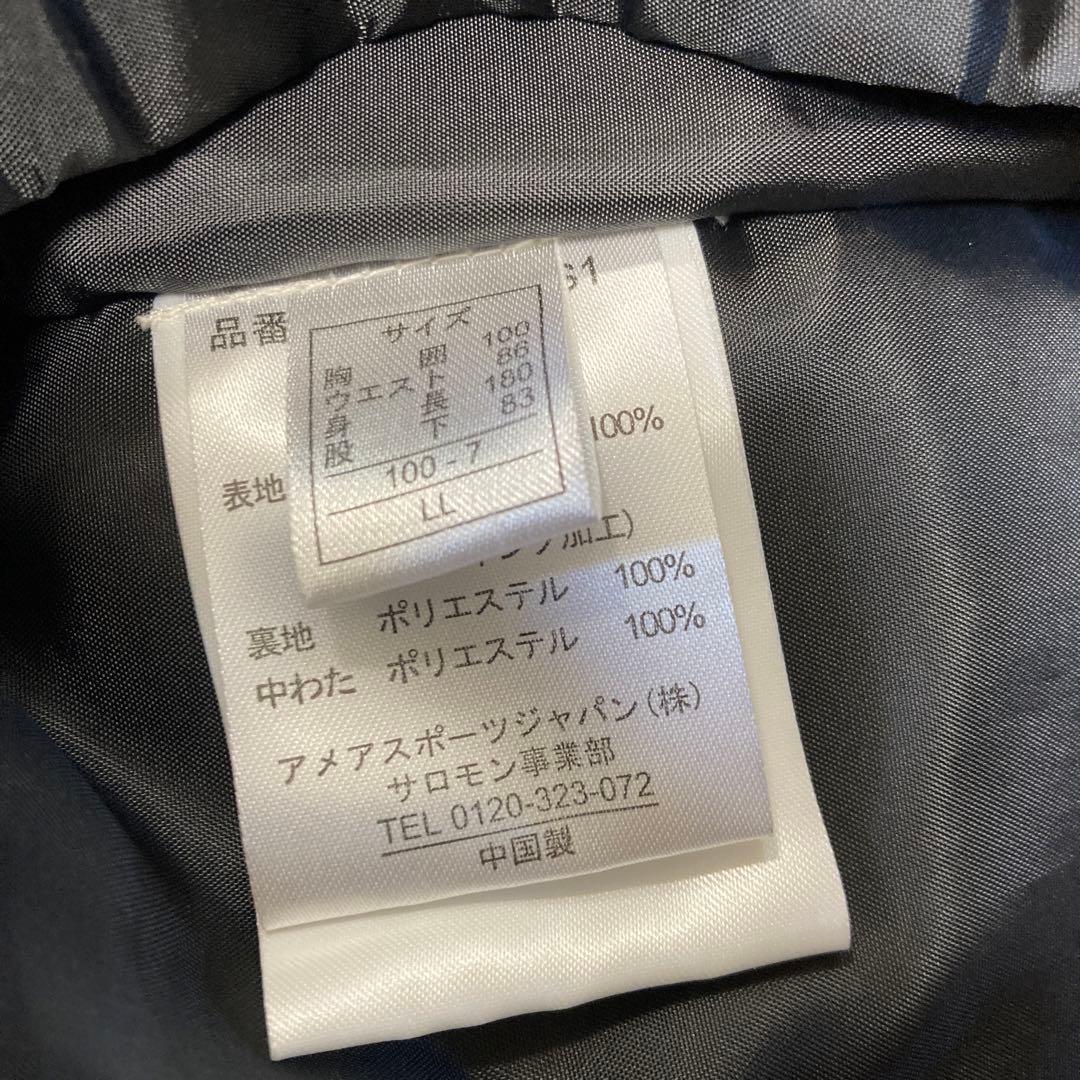 品番
S1
サイズ
胸囲 100
ウエスト 86
身長 180
股下 83
100 - 7
LL
100%
表地
加工)
裏地 ポリエステル 100%
中わた ポリエステル 100%
アメアスポーツジャパン(株)
サロモン事業部
TEL 0120-323-072
中国製